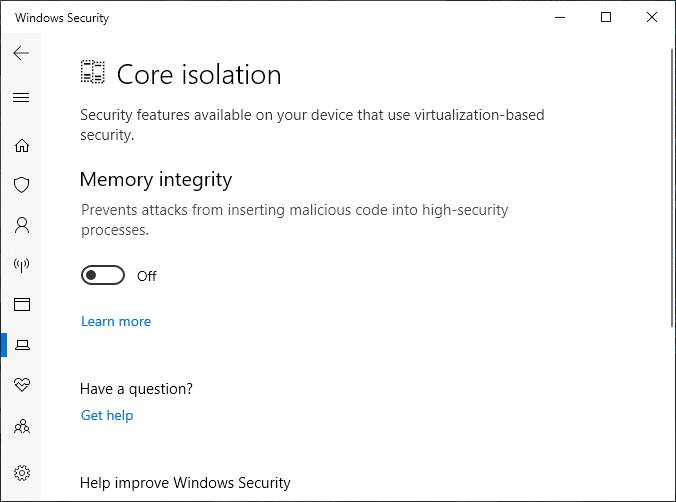 Windows Security
Core isolation
Security features available on your device that use virtualization-based
security.
Memory integrity
Prevents attacks from inserting malicious code into high-security
processes.
Off
Learn more
Have a question?
Get help
Help improve Windows Security